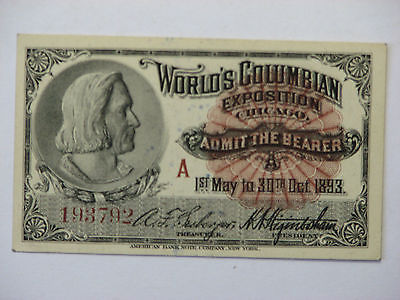 WORLD'S COLUMBIAN
EXPOSITION
CHICAGO
ADMIT THE BEARER
A
1ST May to 30TH Oct. 1893.
193792
TREASURER.
PRESIDENT
AMERICAN BANK NOTE COMPANY, NEW YORK.